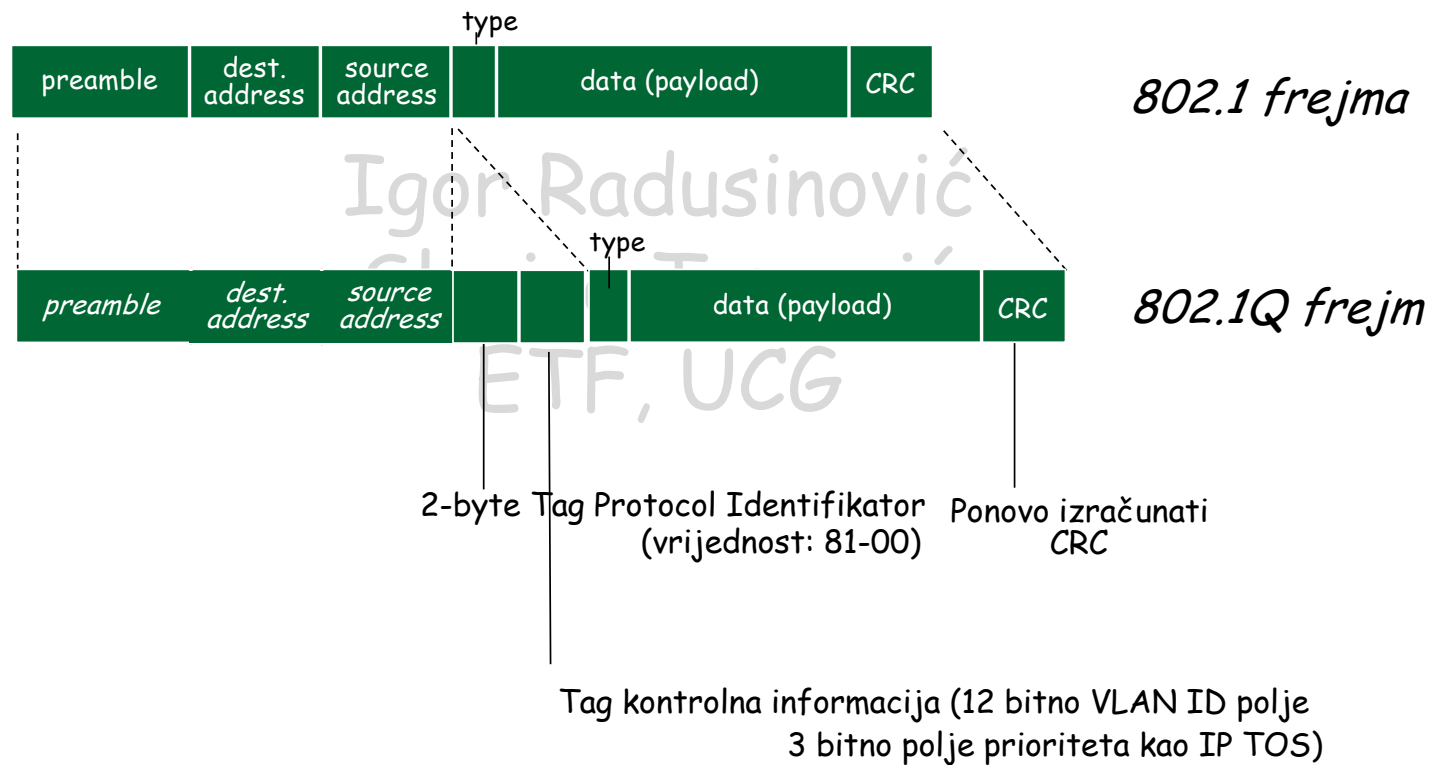 type
preamble
dest.
address
source
address
data (payload)
CRC
802.1 frejma
Igor Radusinović
type
preamble
dest.
address
source
address
data (payload)
CRC
802.1Q frejm
ETF, UCG
2-byte Tag Protocol Identifikator
(vrijednost: 81-00)
Ponovo izračunati
CRC
Tag kontrolna informacija (12 bitno VLAN ID polje
3 bitno polje prioriteta kao IP TOS)